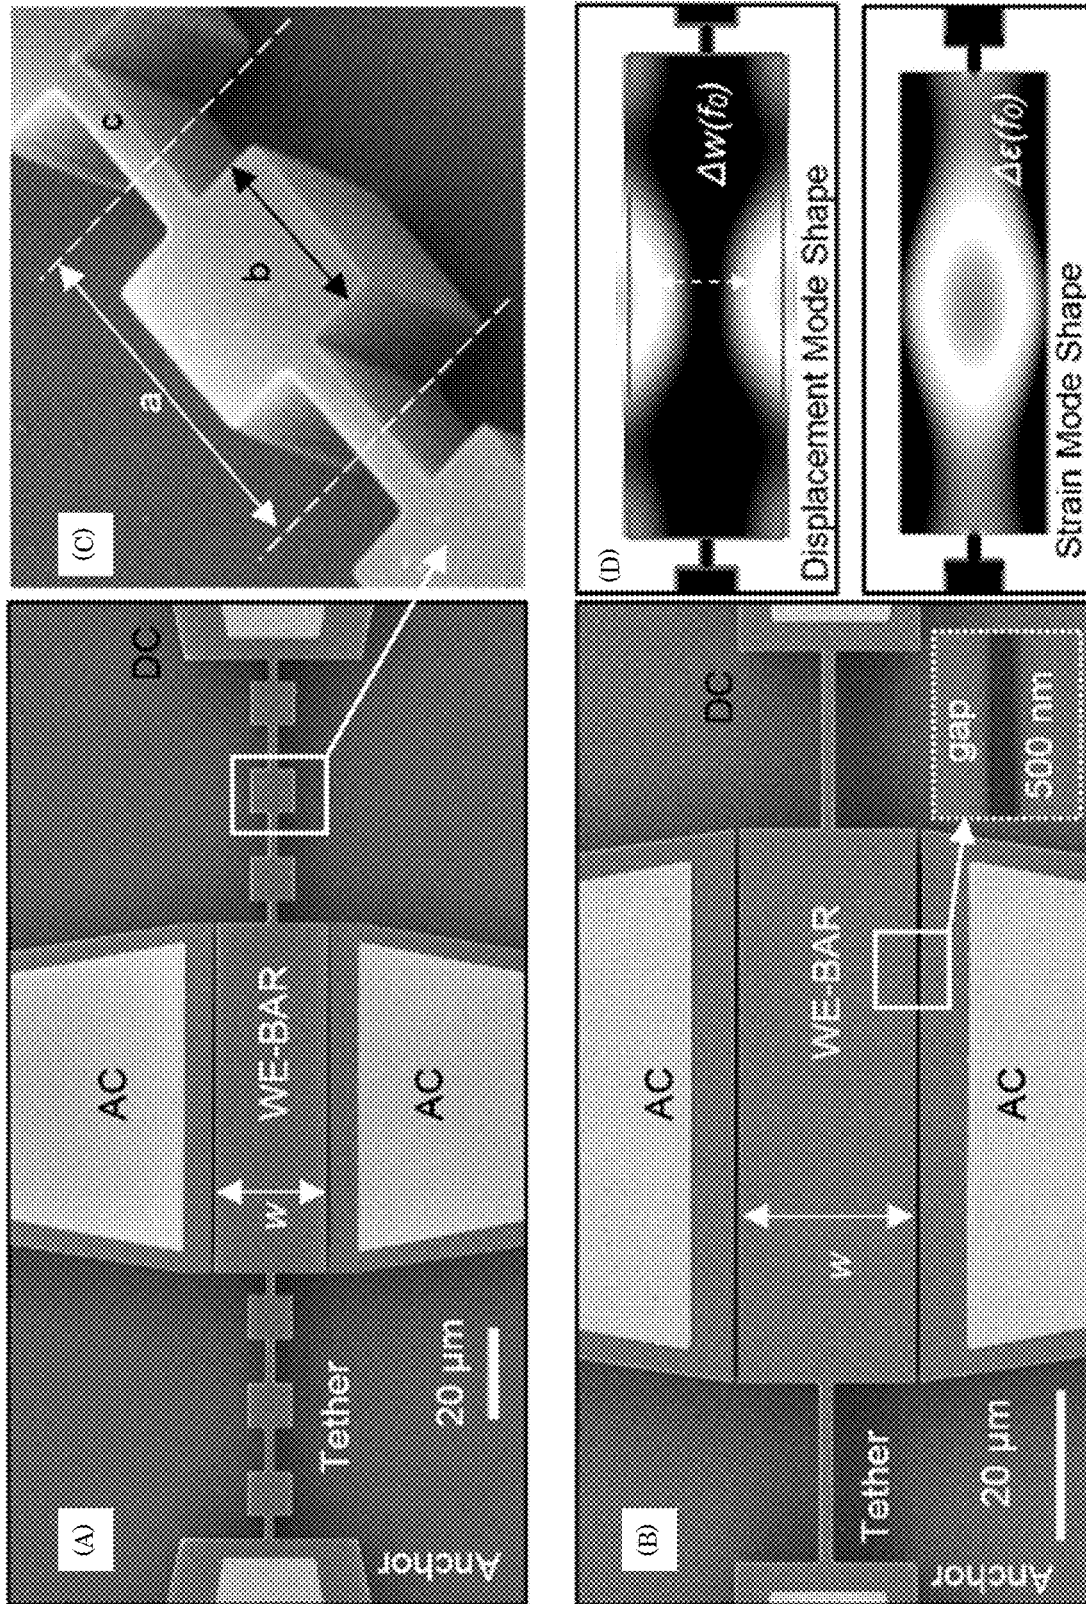 (A)
AC
DC
WE-BAR
w
AC
Tether
20 μm
Anchor
(C)
a
b
c
(B)
AC
DC
WE-BAR
w
AC
Tether
20 μm
Anchor
gap
500 nm
(D)
Δw(f₀)
Displacement Mode Shape
Δε(f₀)
Strain Mode Shape